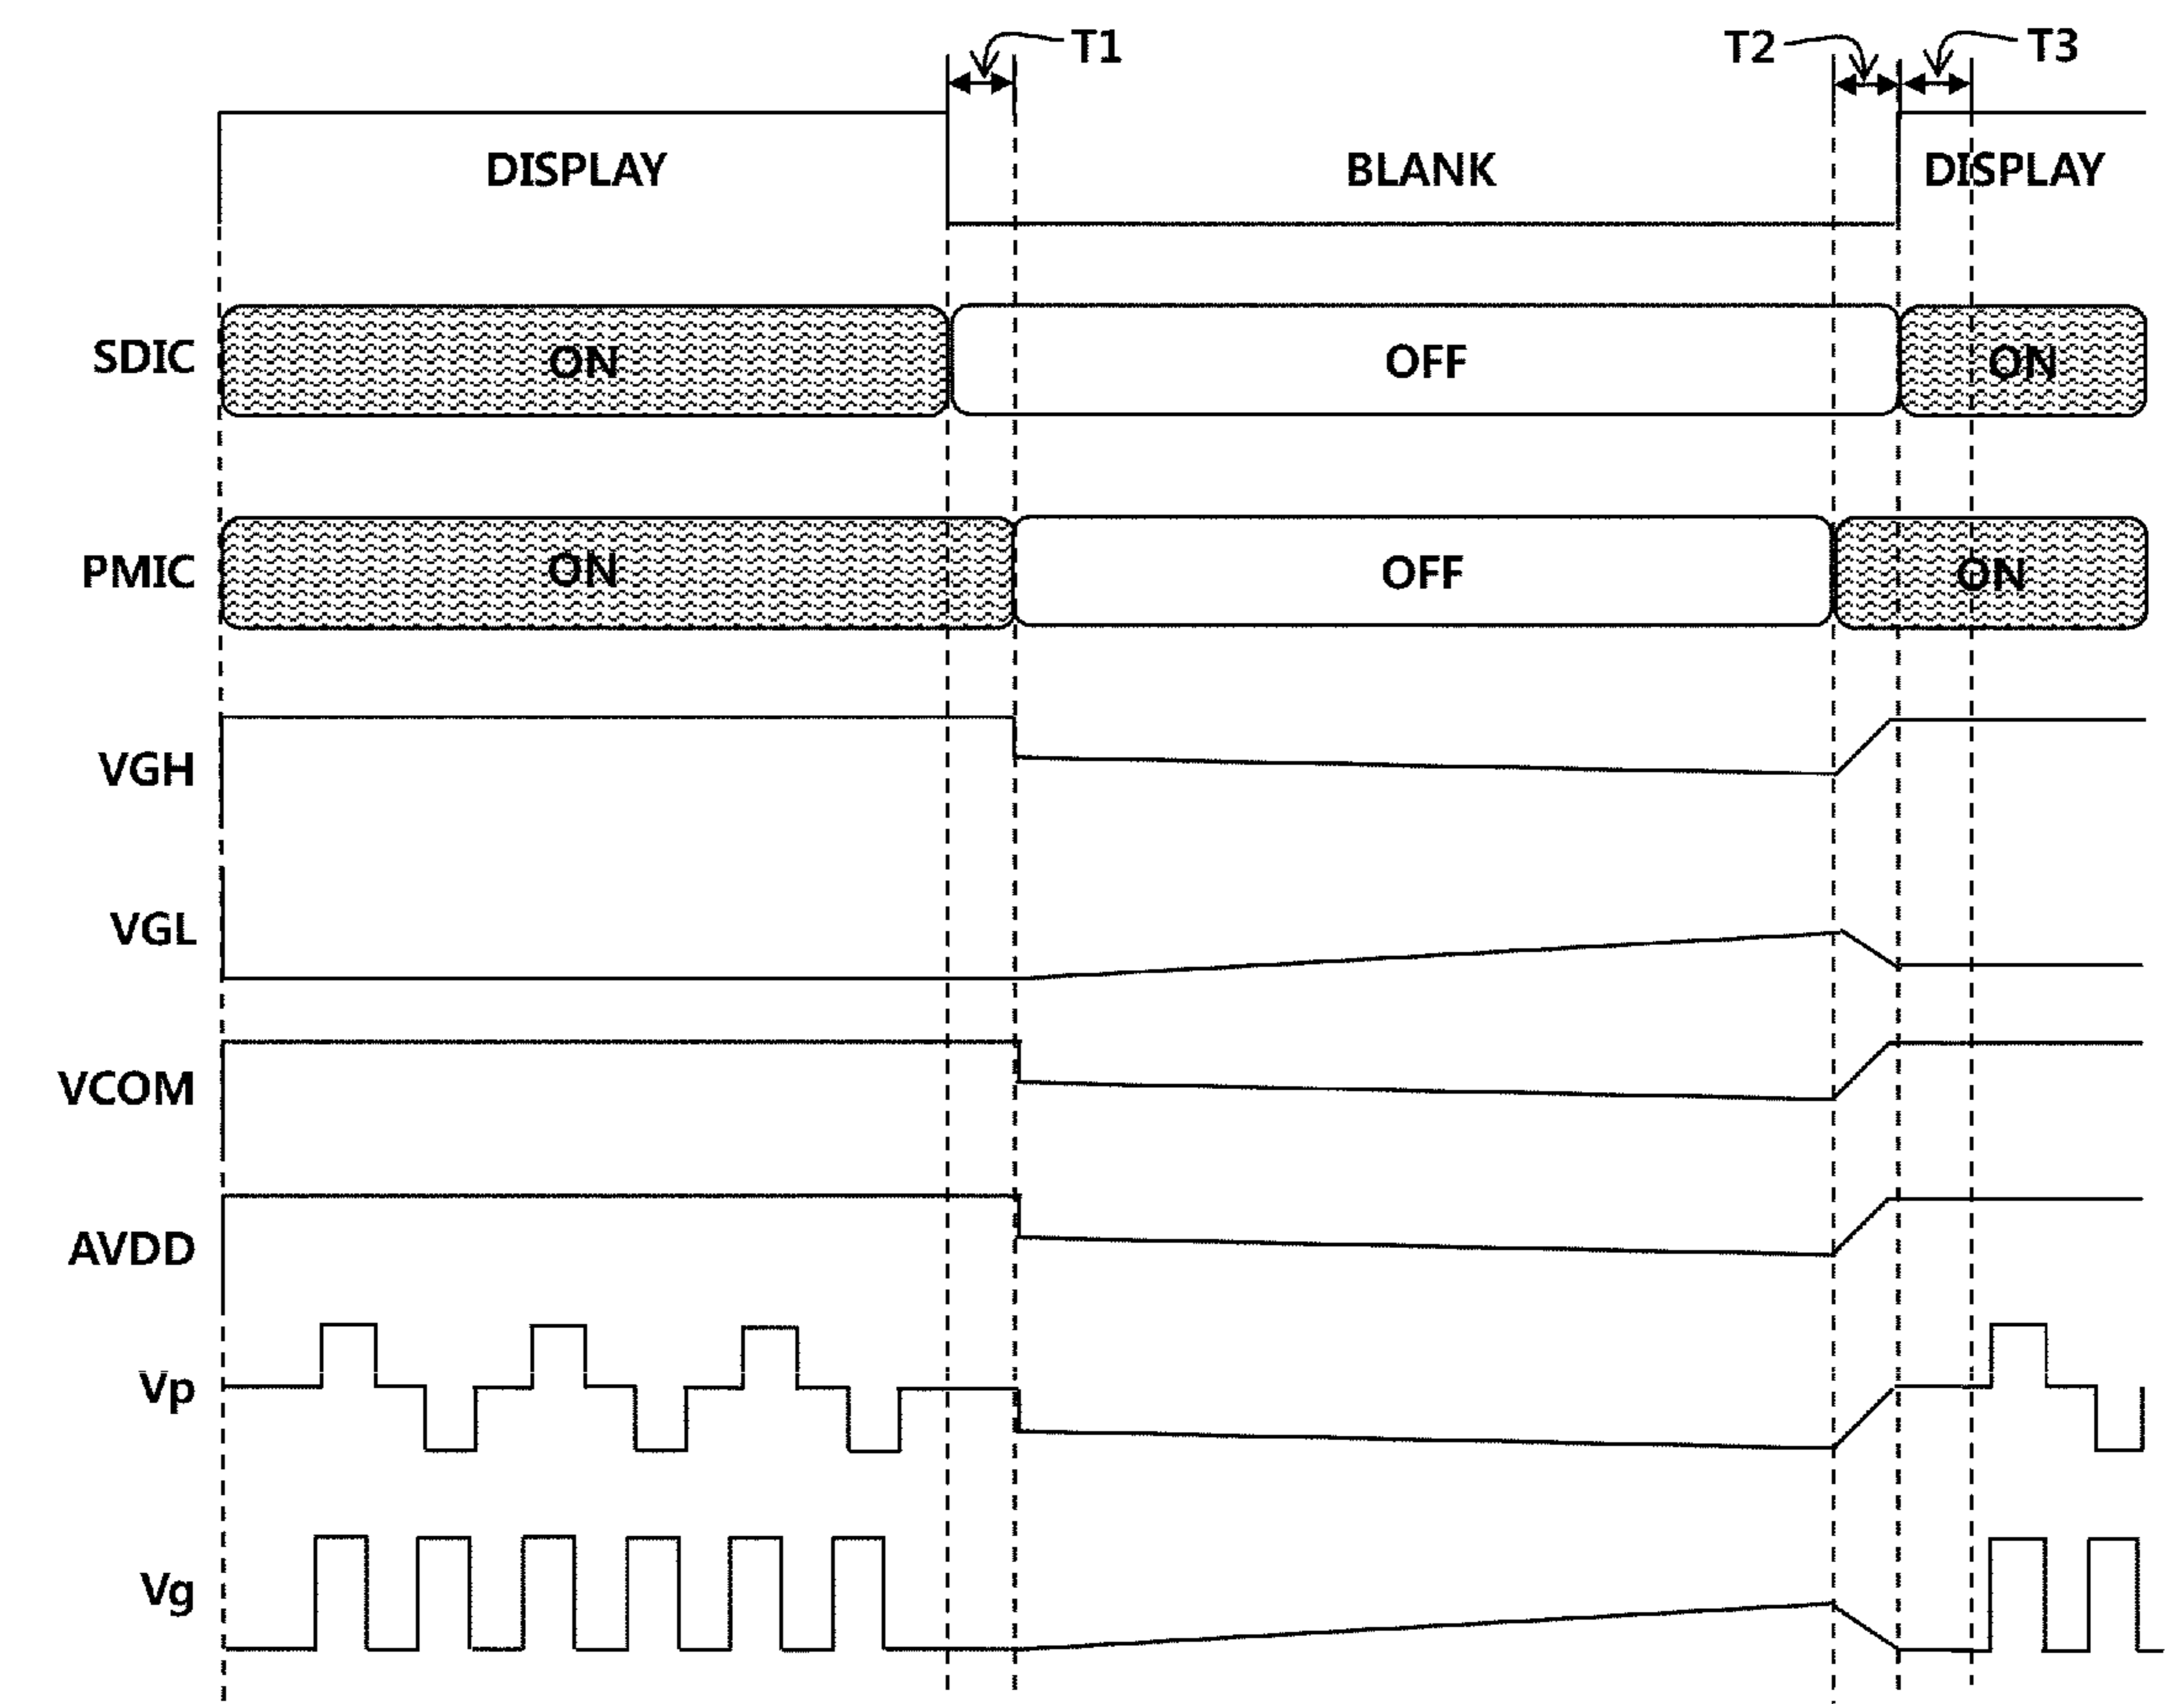 T1
T2
T3
DISPLAY
BLANK
DISPLAY
SDIC
ON
OFF
ON
PMIC
ON
OFF
ON
VGH
VGL
VCOM
AVDD
Vp
Vg